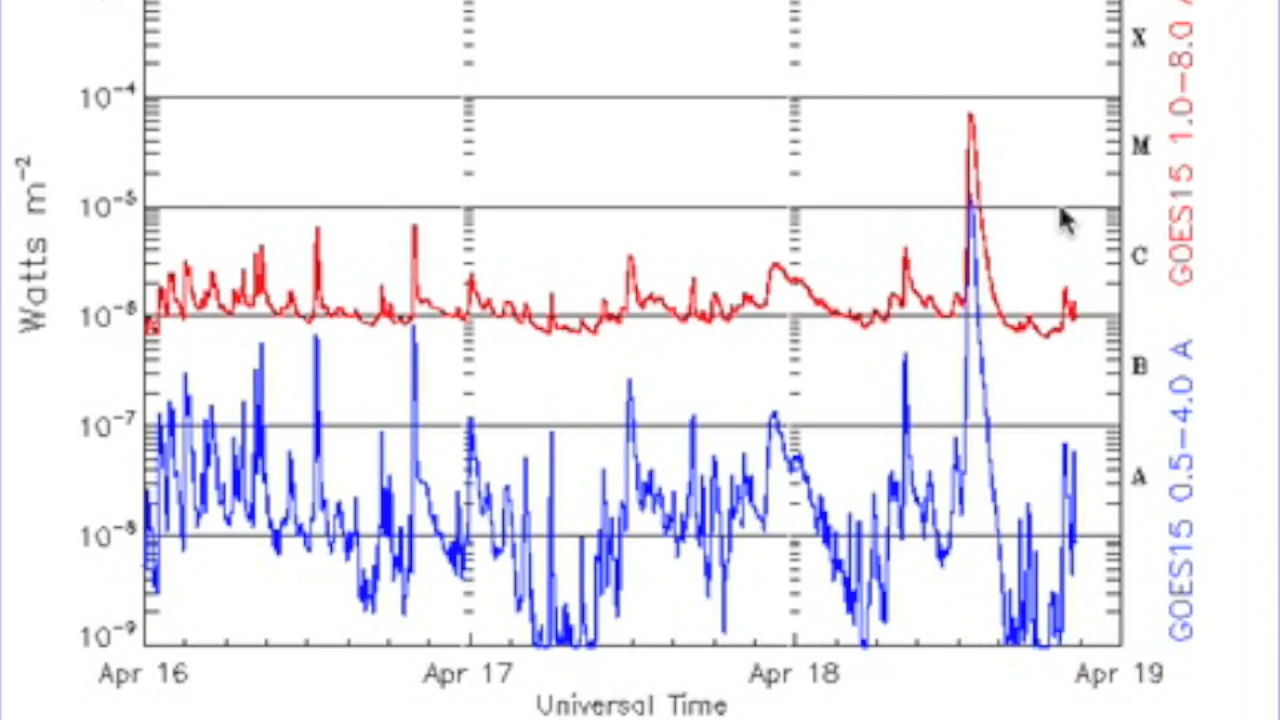 X
10⁻⁴
M
10⁻⁵
C
10⁻⁶
B
10⁻⁷
A
10⁻⁸
10⁻⁹
Watts m⁻²
Apr 16 Apr 17 Apr 18 Apr 19
Universal Time
GOES15 1.0–8.0
GOES15 0.5–4.0 A